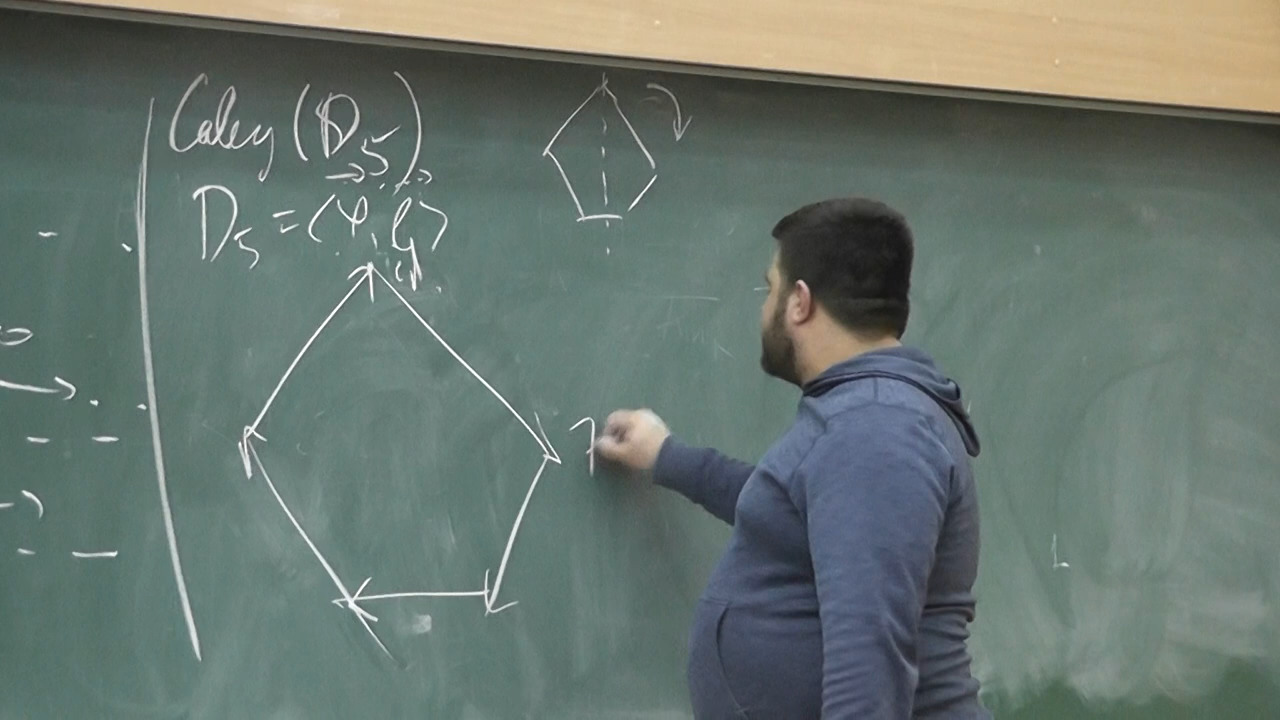 Caley (D₅)
D₅ = ⟨φ, g⟩